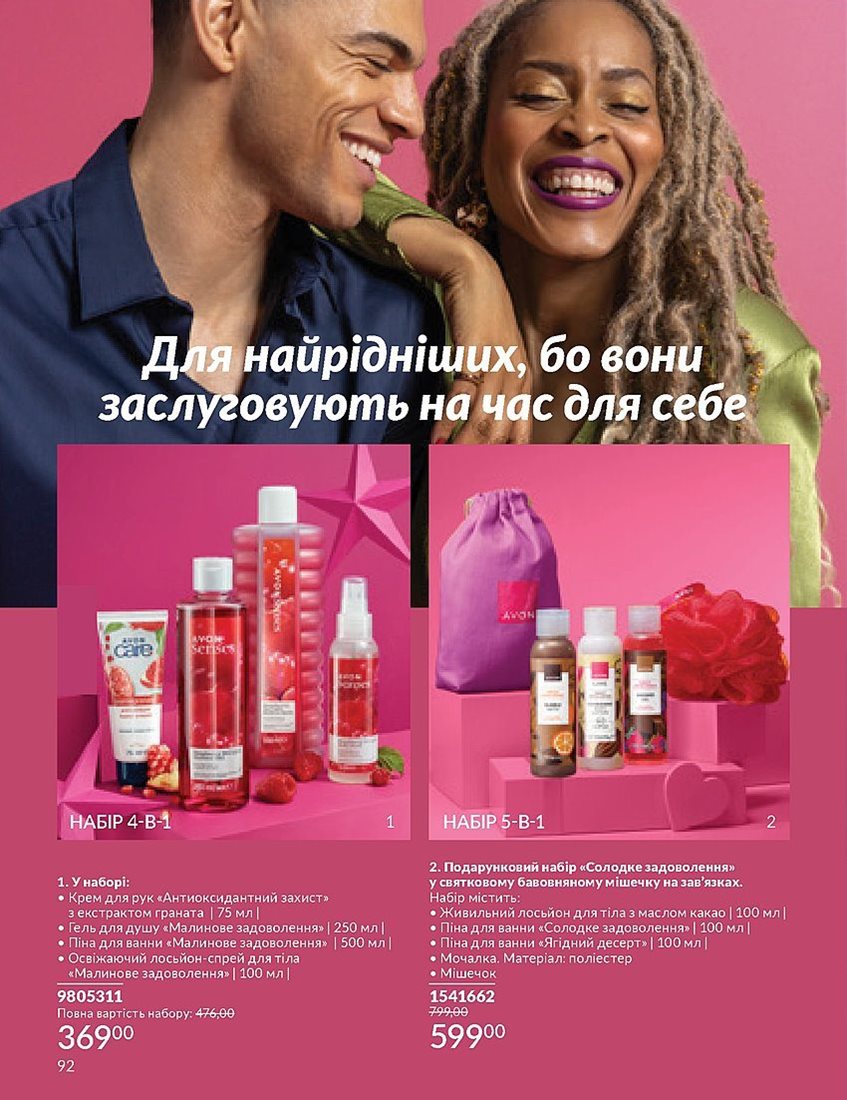 Для найрідніших, бо вони
заслуговують на час для себе
AVON
care
AVON
Senses
AVON
НАБІР 4-В-1
1
НАБІР 5-В-1
2
1. У наборі:
• Крем для рук «Антиоксидантний захист»
з екстрактом граната | 75 мл |
• Гель для душу «Малинове задоволення» | 250 мл |
• Піна для ванни «Малинове задоволення» | 500 мл |
• Освіжаючий лосьйон-спрей для тіла
«Малинове задоволення» | 100 мл |
9805311
Повна вартість набору: 476,00
36900
2. Подарунковий набір «Солодке задоволення»
у святковому бавовняному мішечку на зав’язках.
Набір містить:
• Живильний лосьйон для тіла з маслом какао | 100 мл |
• Піна для ванни «Солодке задоволення» | 100 мл |
• Піна для ванни «Ягідний десерт» | 100 мл |
• Мочалка. Матеріал: поліестер
• Мішечок
1541662
799,00
59900
92